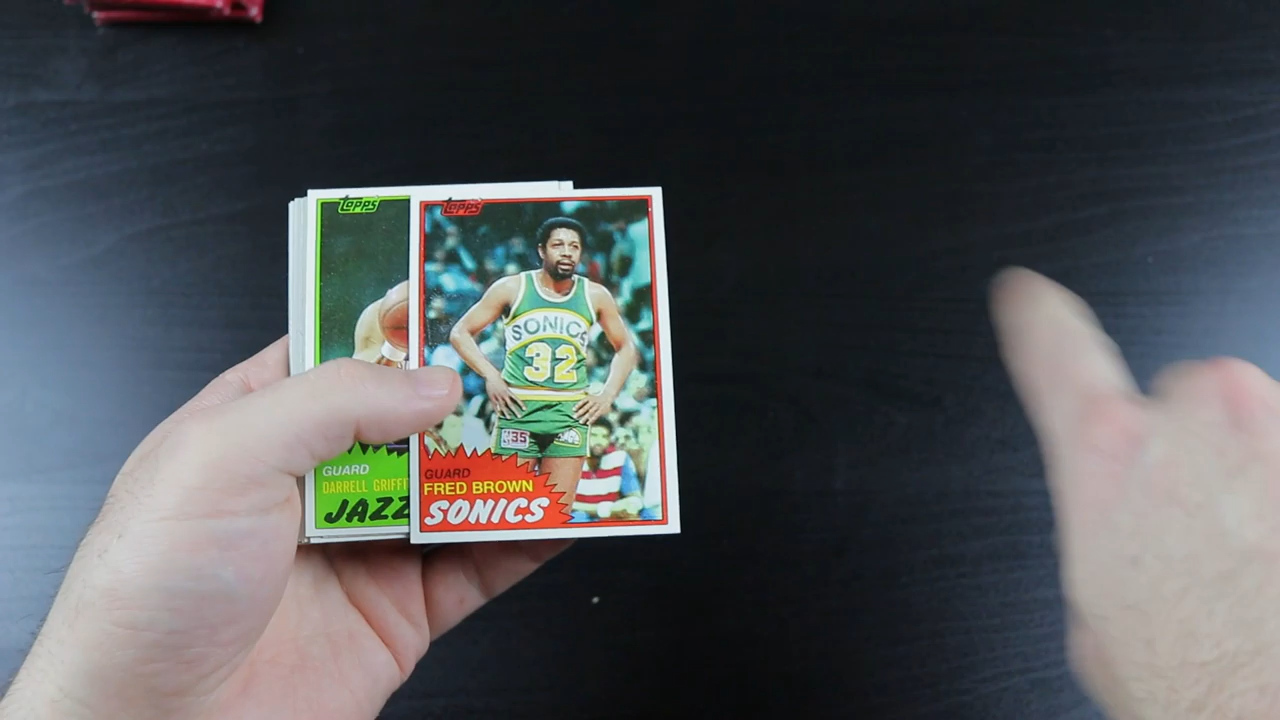 Topps
GUARD
DARRELL GRIFFI
JAZZ
Topps
SONICS
32
35
GUARD
FRED BROWN
SONICS